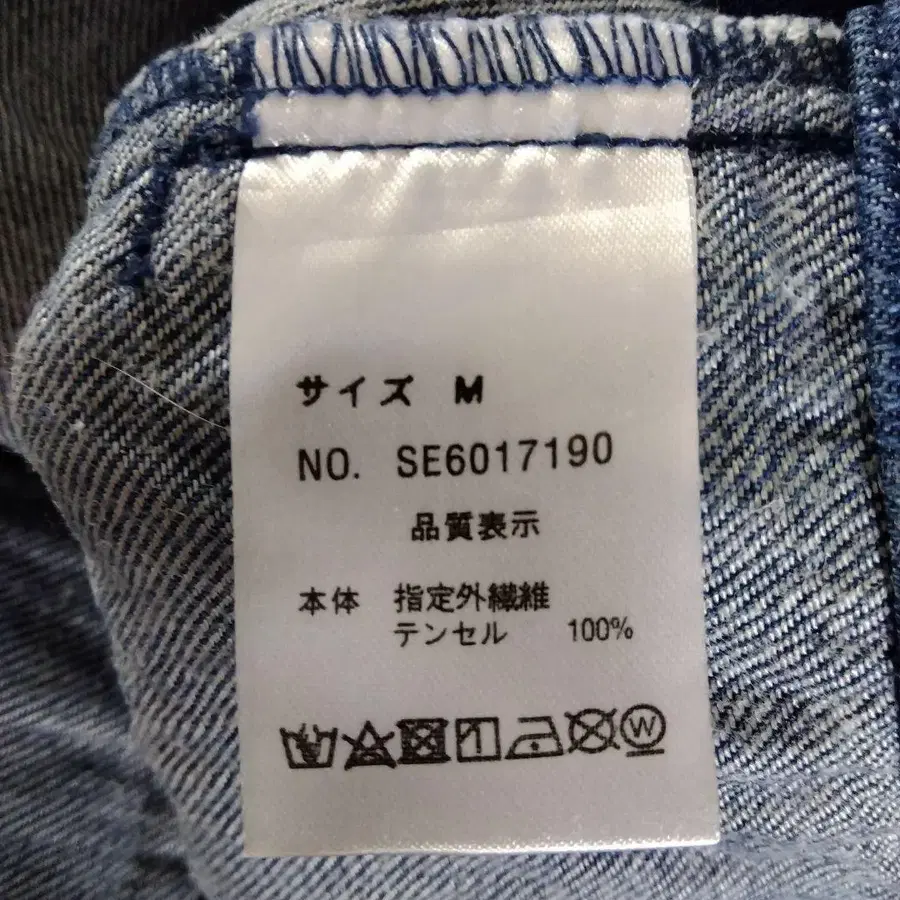 サイズ M
NO. SE6017190
品質表示
本体 指定外繊維
テンセル 100%
W